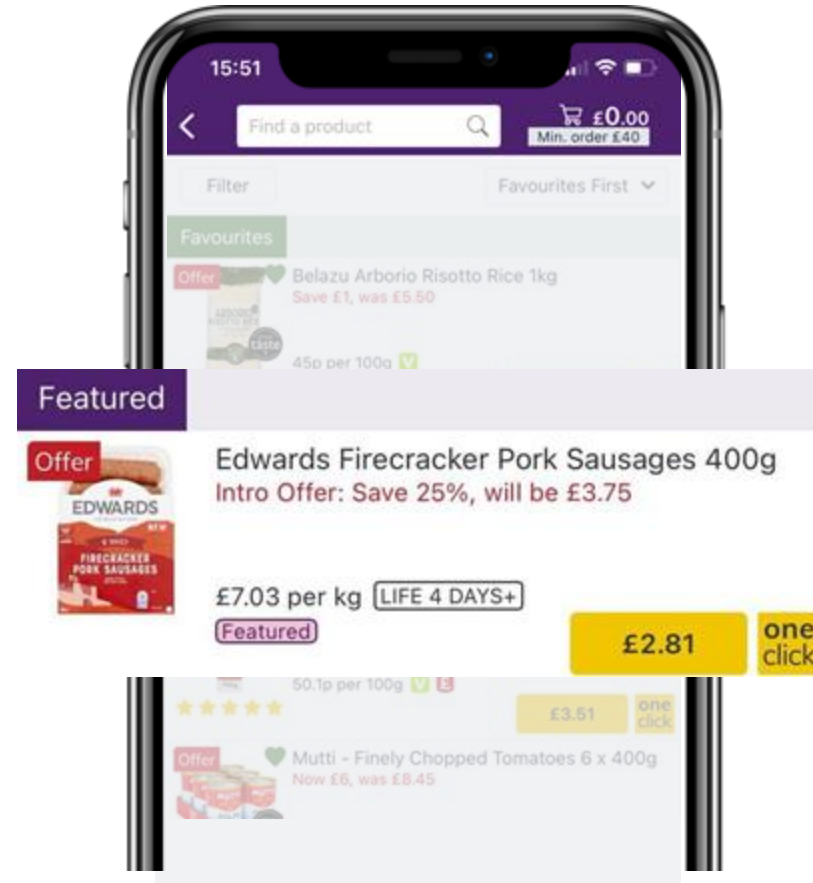 15:51
Find a product
£0.00
Min. order £40
Filter
Favourites First
Favourites
Offer
Belazu Arborio Risotto Rice 1kg
Save £1, was £5.50
ARBORIO
RISOTTO RICE
taste
45p per 100g V
Featured
Offer
Edwards Firecracker Pork Sausages 400g
Intro Offer: Save 25%, will be £3.75
EDWARDS
FIRECRACKER
PORK SAUSAGES
£7.03 per kg LIFE 4 DAYS+
Featured
£2.81
one
click
50.1p per 100g V £
£3.51
one
click
Offer
Mutti - Finely Chopped Tomatoes 6 x 400g
Now £6, was £8.45